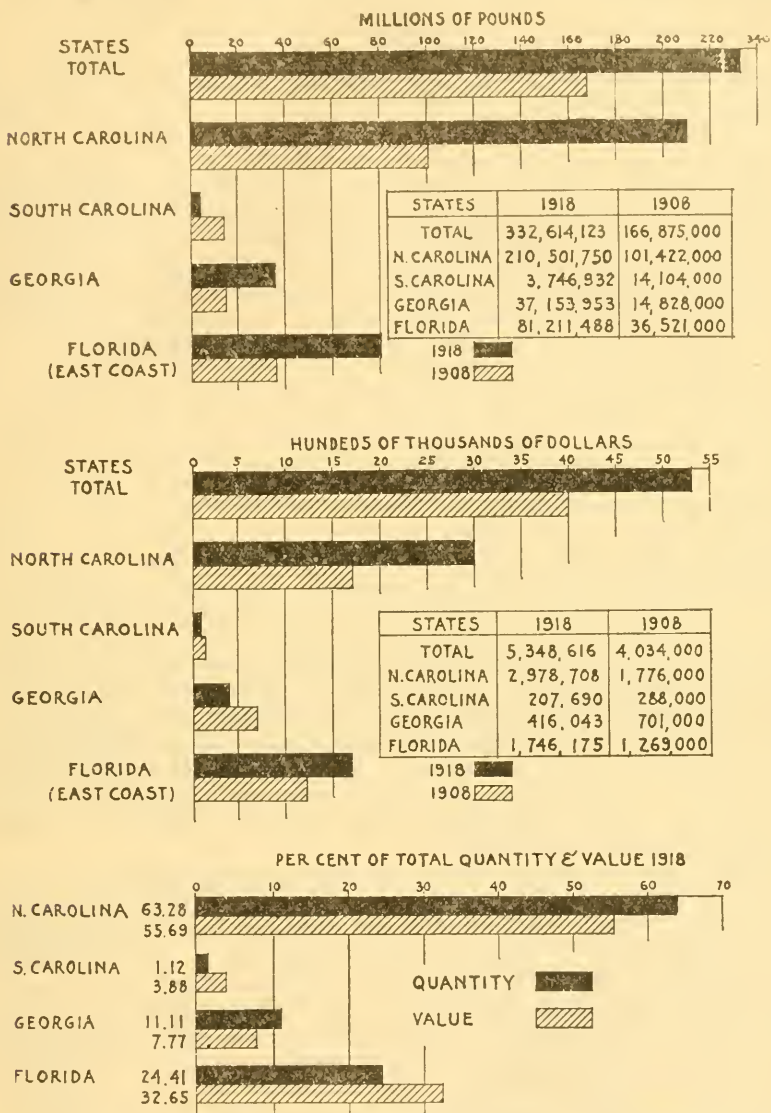 MILLIONS OF POUNDS
STATES TOTAL 0 20 40 60 80 100 120 140 160 180 200 220 340
NORTH CAROLINA
SOUTH CAROLINA
GEORGIA
FLORIDA
(EAST COAST)
STATES 1918 1908
TOTAL 332,614,123 166,875,000
N.CAROLINA 210,501,750 101,422,000
S.CAROLINA 3,746,932 14,104,000
GEORGIA 37,153,953 14,828,000
FLORIDA 81,211,488 36,521,000
1918
1908
HUNDEDS OF THOUSANDS OF DOLLARS
STATES TOTAL 0 5 10 15 20 25 30 35 40 45 50 55
NORTH CAROLINA
SOUTH CAROLINA
GEORGIA
FLORIDA
(EAST COAST)
STATES 1918 1908
TOTAL 5,348,616 4,034,000
N.CAROLINA 2,978,708 1,776,000
S.CAROLINA 207,690 288,000
GEORGIA 416,043 701,000
FLORIDA 1,746,175 1,269,000
1918
1908
PER CENT OF TOTAL QUANTITY & VALUE 1918
0 10 20 30 40 50 60 70
N. CAROLINA 63.28
55.69
S. CAROLINA 1.12
3.88
GEORGIA 11.11
7.77
FLORIDA 24.41
32.65
QUANTITY
VALUE